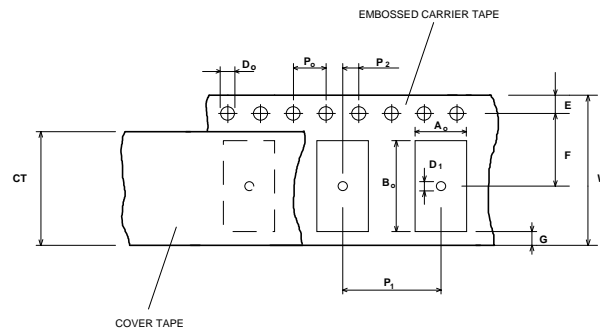 EMBOSSED CARRIER TAPE
Do
Po
P2
E
Ao
F
CT
D1
Bo
W
G
P1
COVER TAPE